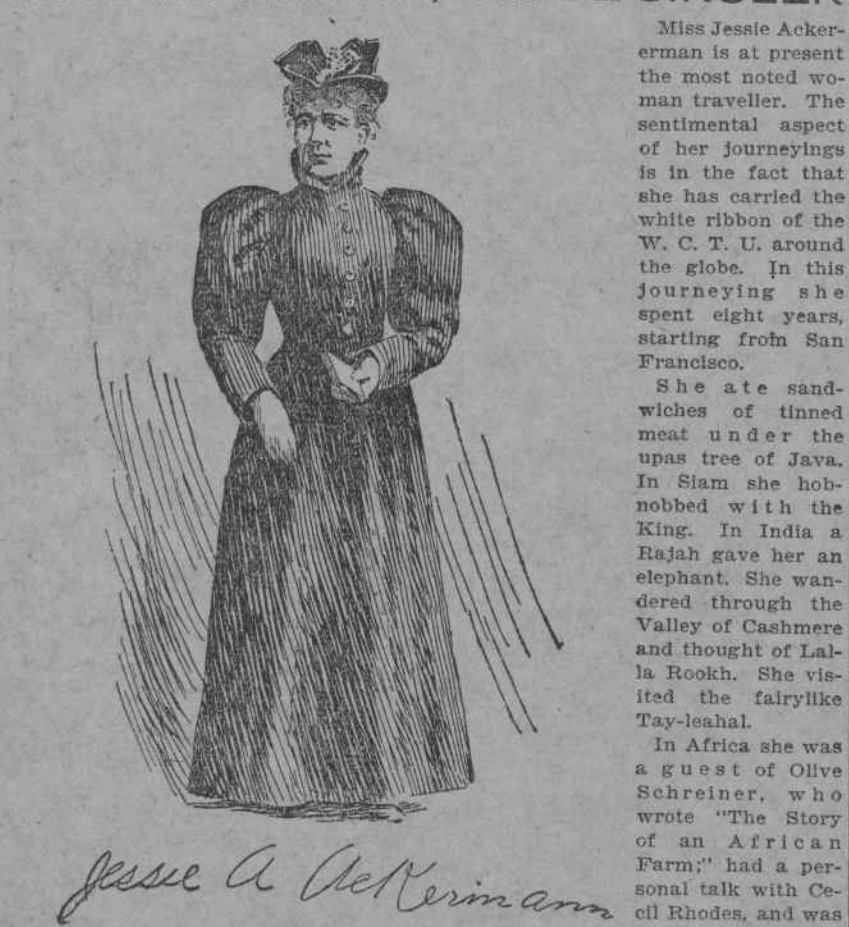 Miss Jessie Acker-
erman is at present
the most noted wo-
man traveller. The
sentimental aspect
of her journeyings
is in the fact that
she has carried the
white ribbon of the
W. C. T. U. around
the globe. In this
journeying she
spent eight years,
starting from San
Francisco.
She ate sand-
wiches of tinned
meat under the
upas tree of Java.
In Siam she hob-
nobbed with the
King. In India a
Rajah gave her an
elephant. She wan-
dered through the
Valley of Cashmere
and thought of Lal-
la Rookh. She vis-
ited the fairylike
Tay-leahal.
In Africa she was
a guest of Olive
Schreiner, who
wrote "The Story
of an African
Farm;" had a per-
sonal talk with Ce-
cil Rhodes, and was
Jessie A Ackermann